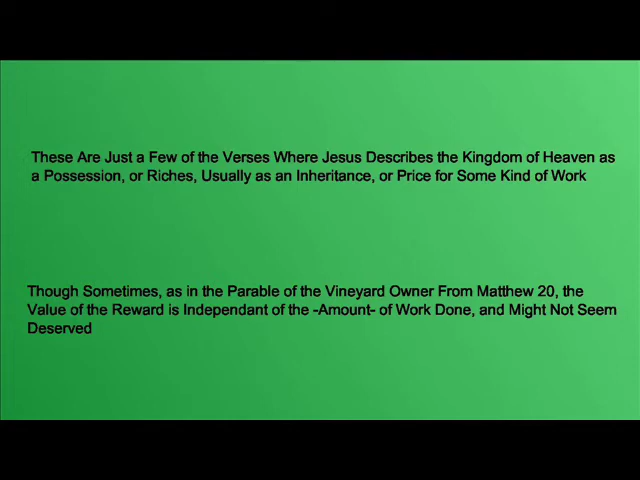 These Are Just a Few of the Verses Where Jesus Describes the Kingdom of Heaven as
a Possession, or Riches, Usually as an Inheritance, or Price for Some Kind of Work
Though Sometimes, as in the Parable of the Vineyard Owner From Matthew 20, the
Value of the Reward is Independant of the -Amount- of Work Done, and Might Not Seem
Deserved